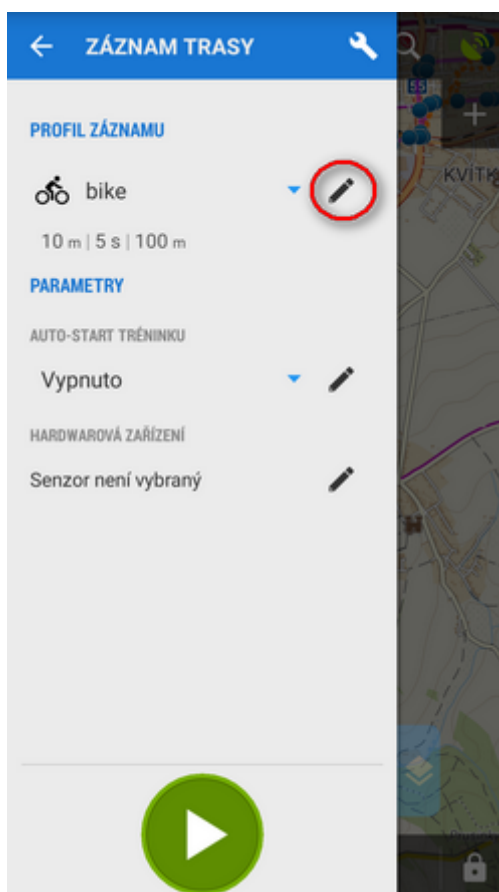 ZÁZNAM TRASY
PROFIL ZÁZNAMU
bike
10 m | 5 s | 100 m
PARAMETRY
AUTO-START TRÉNINKU
Vypnuto
HARDWAROVÁ ZAŘÍZENÍ
Senzor není vybraný
55
KVÍTK